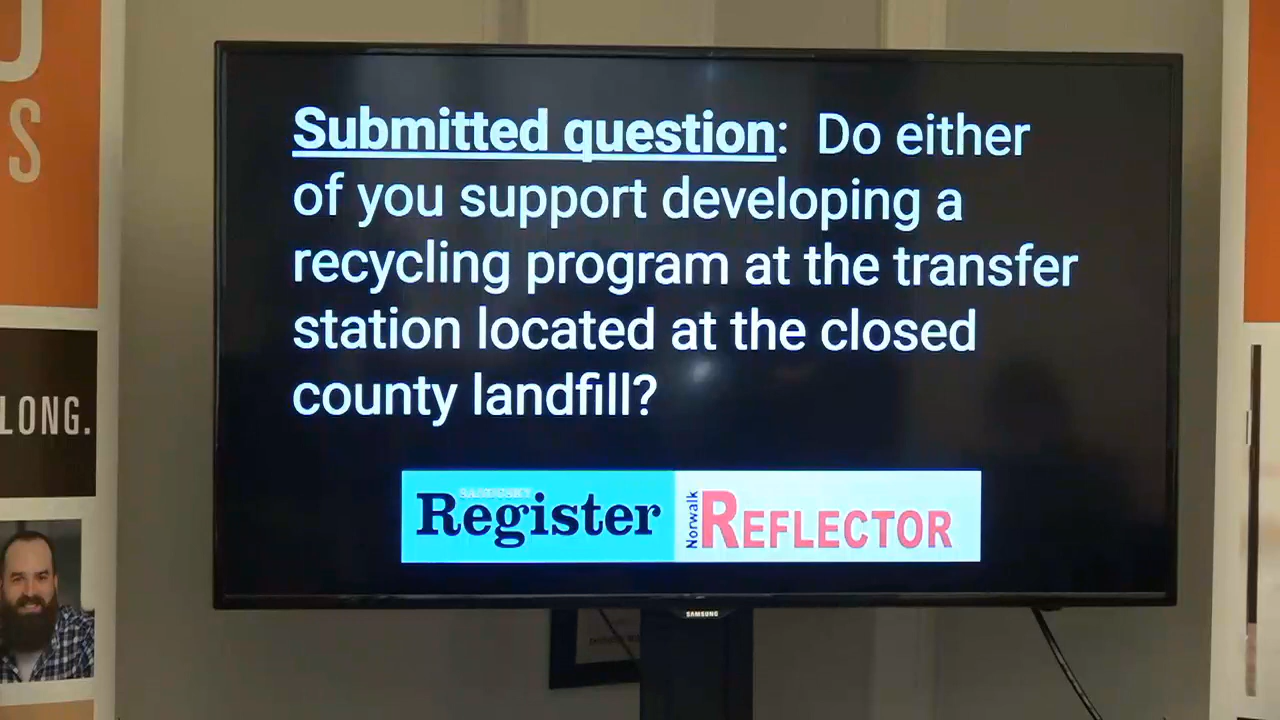 S
LONG.
Submitted question: Do either
of you support developing a
recycling program at the transfer
station located at the closed
county landfill?
SANDUSKY
Register
Norwalk
REFLECTOR
SAMSUNG